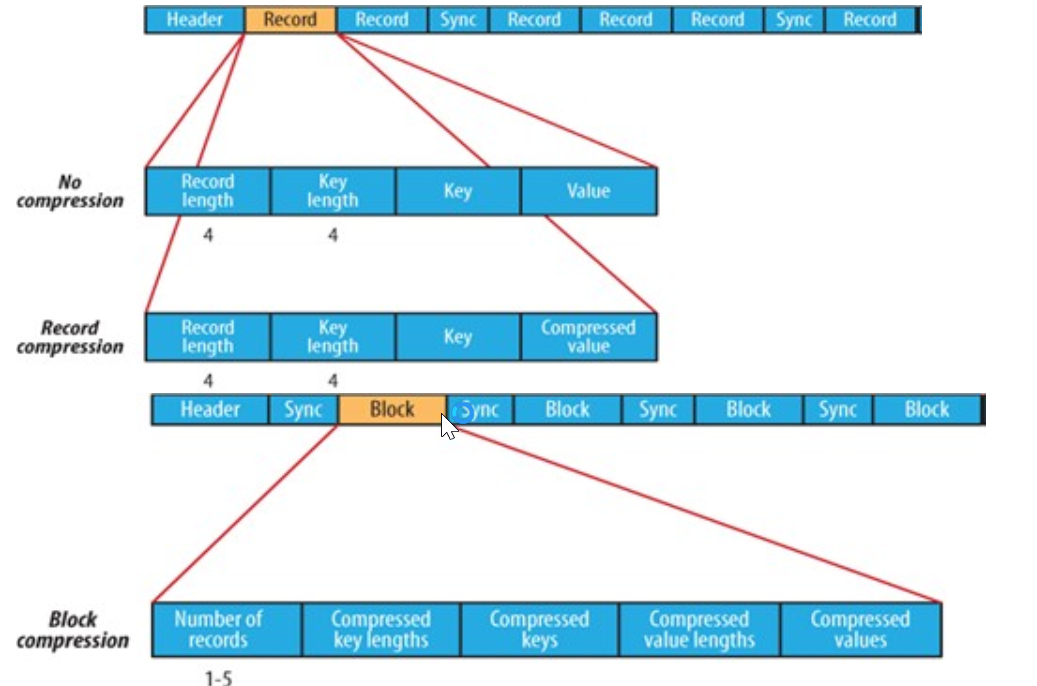 Header Record Record Sync Record Record Record Sync Record
No
compression
Record
length
Key
length
Key
Value
4 4
Record
compression
Record
length
Key
length
Key
Compressed
value
4 4
Header Sync Block Sync Block Sync Block Sync Block
Block
compression
Number of
records
Compressed
key lengths
Compressed
keys
Compressed
value lengths
Compressed
values
1-5